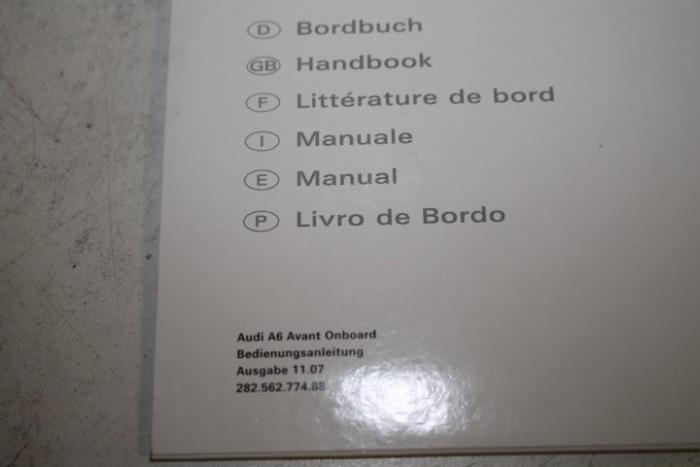 D Bordbuch
GB Handbook
F Littérature de bord
I Manuale
E Manual
P Livro de Bordo
Audi A6 Avant Onboard
Bedienungsanleitung
Ausgabe 11.07
282.562.774.88